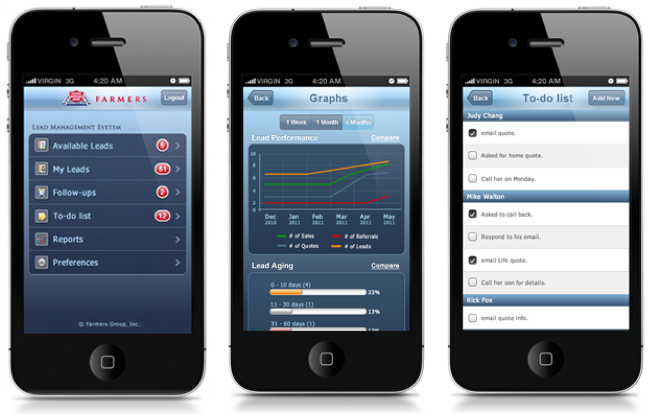 VIRGIN 3G 4:20 AM
FARMERS Logout
LEAD MANAGEMENT SYSTEM
Available Leads 6
My Leads 51
Follow-ups 2
To-do list 12
Reports
Preferences
© Farmers Group, Inc.
VIRGIN 3G 4:20 AM
Back Graphs
1 Week 1 Month 6 Months
Lead Performance Compare
10
8
6
4
2
0
Dec 2010 Jan 2011 Feb 2011 Mar 2011 Apr 2011 May 2011
# of Sales # of Referrals
# of Quotes # of Leads
Lead Aging Compare
0 - 10 days (4)
23%
11 - 30 days (1)
13%
31 - 60 days (1)
13%
VIRGIN 3G 4:20 AM
Back To-do list Add New
Judy Chang
email quote.
Asked for home quote.
Call her on Monday.
Mike Walton
Asked to call back.
Respond to his email.
email Life quote.
Call her son for details.
Rick Fox
email quote info.